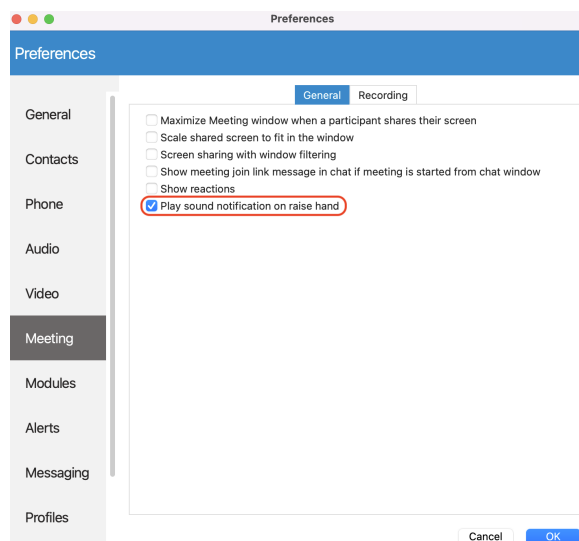 Preferences
Preferences
General
Contacts
Phone
Audio
Video
Meeting
Modules
Alerts
Messaging
Profiles
General Recording
Maximize Meeting window when a participant shares their screen
Scale shared screen to fit in the window
Screen sharing with window filtering
Show meeting join link message in chat if meeting is started from chat window
Show reactions
Play sound notification on raise hand
Cancel OK